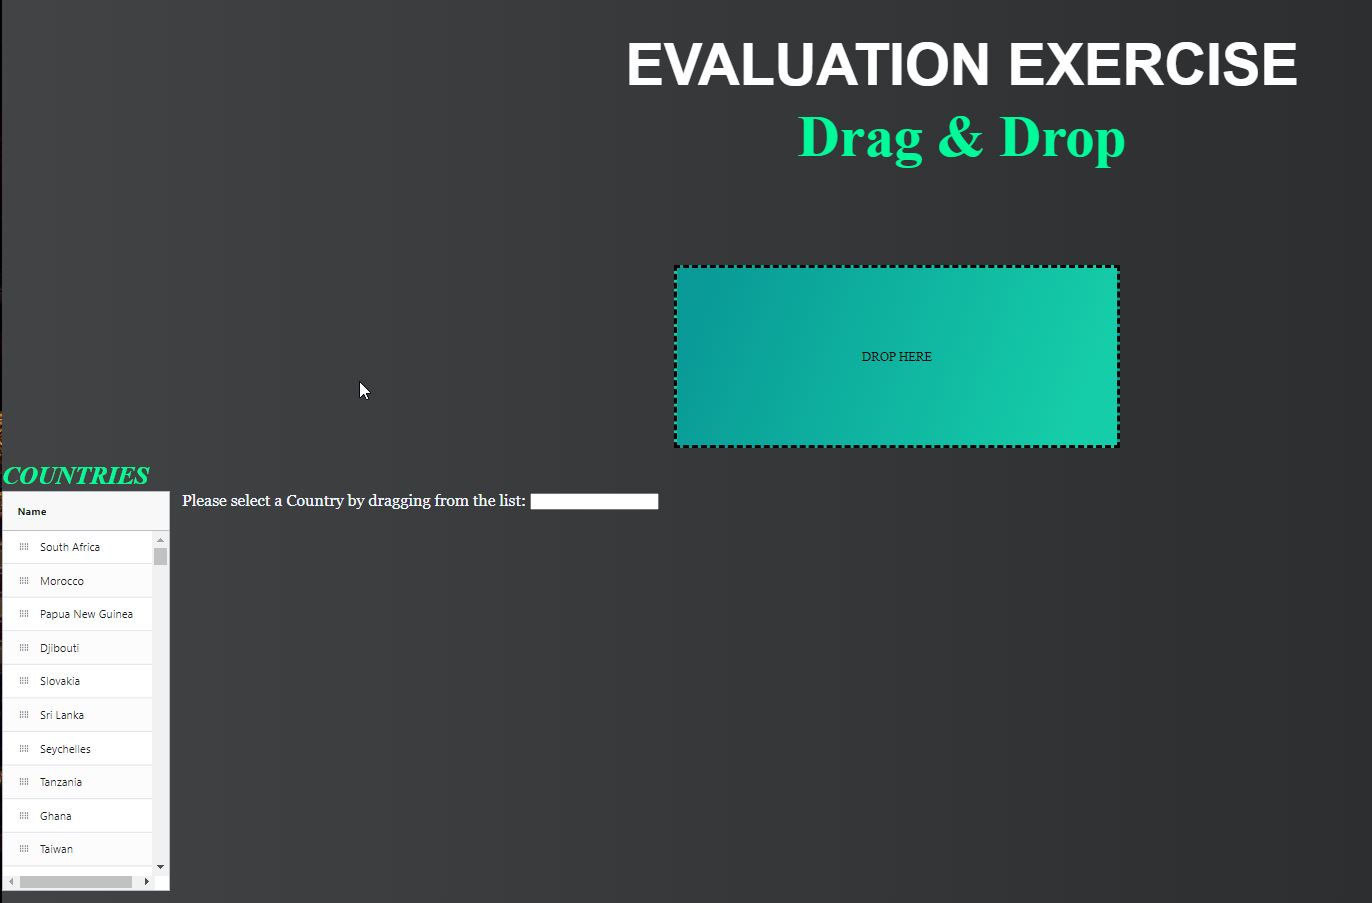 EVALUATION EXERCISE
Drag & Drop
DROP HERE
COUNTRIES
Name
South Africa
Morocco
Papua New Guinea
Djibouti
Slovakia
Sri Lanka
Seychelles
Tanzania
Ghana
Taiwan
Please select a Country by dragging from the list: